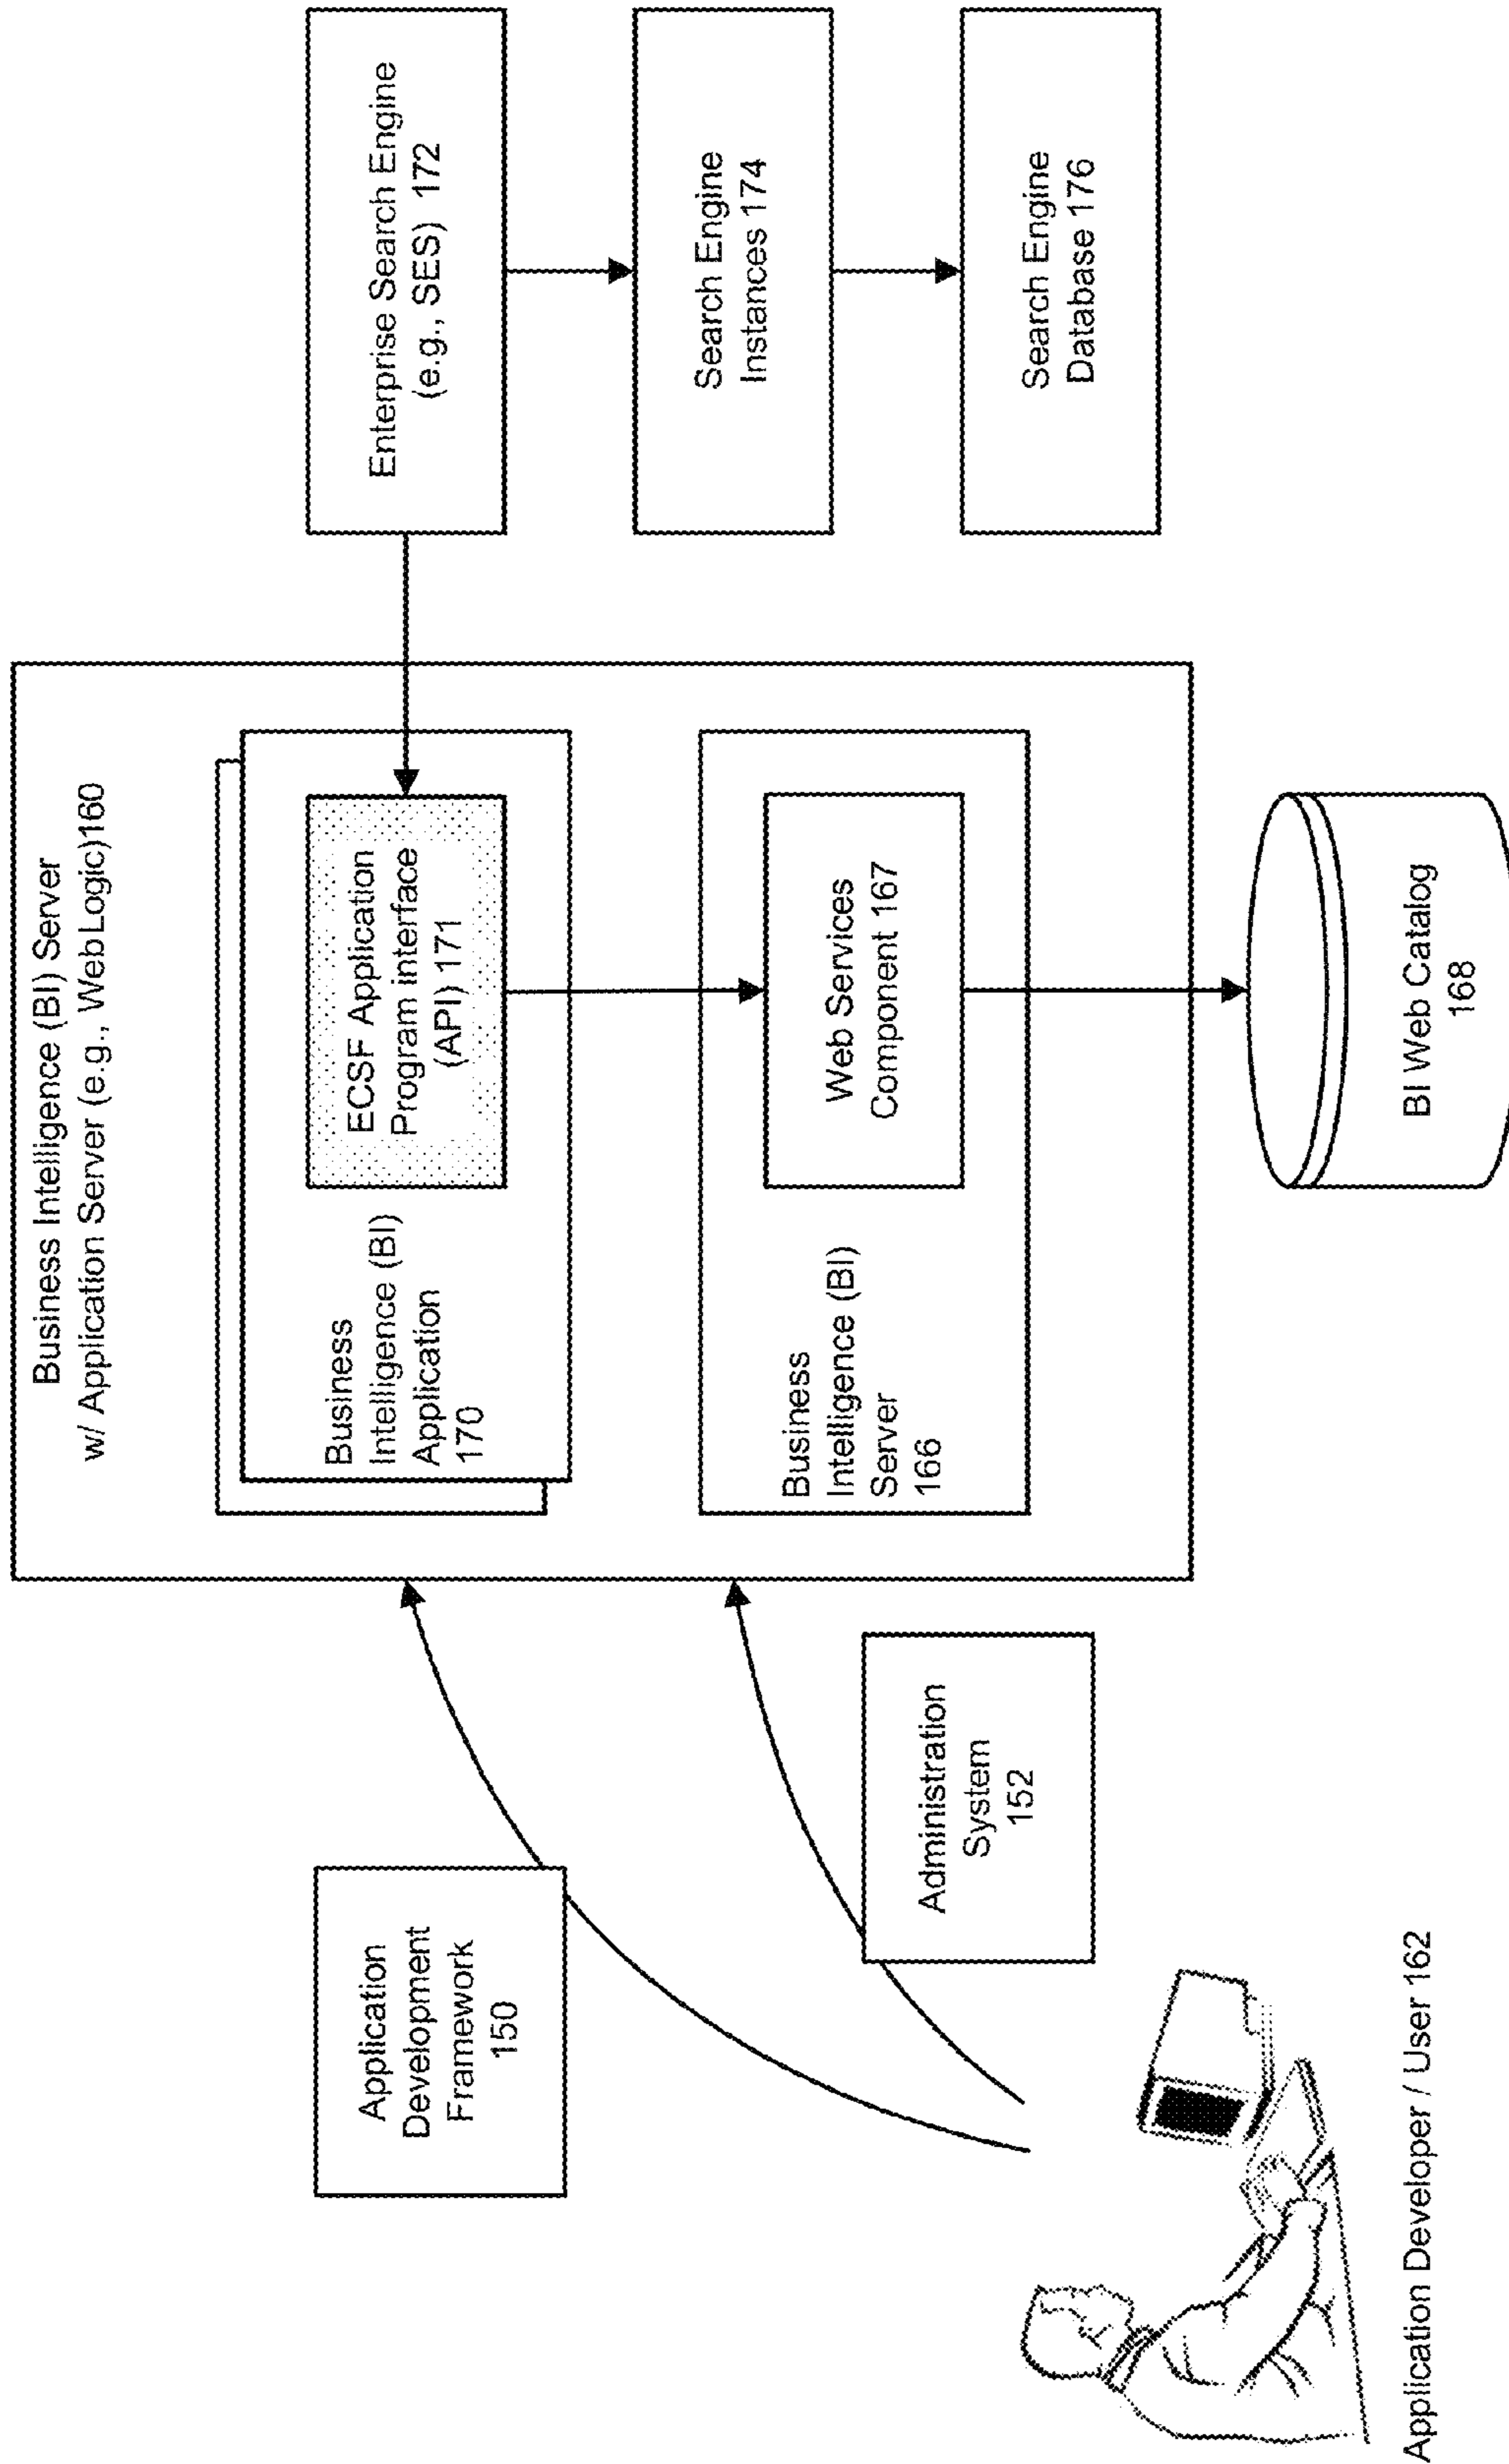 Business Intelligence (BI) Server
w/ Application Server (e.g., WebLogic)160
Business
Intelligence (BI)
Application
170
ECSF Application
Program interface
(API) 171
Enterprise Search Engine
(e.g., SES) 172
Application
Development
Framework
150
Business
Intelligence (BI)
Server
166
Web Services
Component 167
Search Engine
Instances 174
Administration
System
152
Search Engine
Database 176
BI Web Catalog
168
Application Developer / User 162